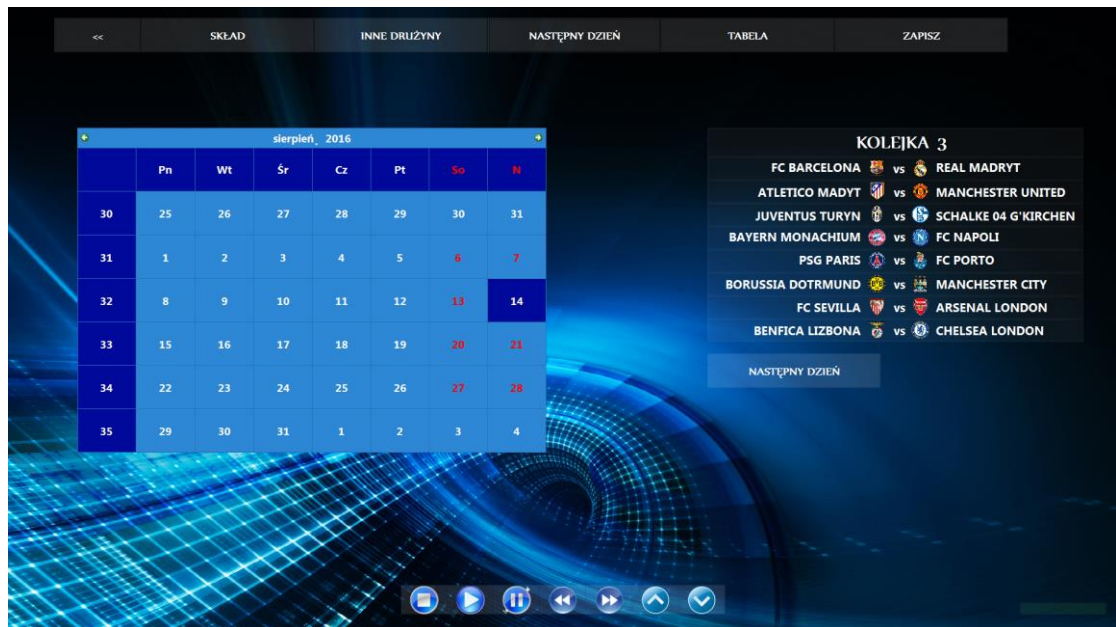 << SKŁAD INNE DRUŻYNY NASTĘPNY DZIEŃ TABELA ZAPISZ
sierpień, 2016
Pn Wt Śr Cz Pt So N
30 25 26 27 28 29 30 31
31 1 2 3 4 5 6 7
32 8 9 10 11 12 13 14
33 15 16 17 18 19 20 21
34 22 23 24 25 26 27 28
35 29 30 31 1 2 3 4
KOLEJKA 3
FC BARCELONA vs REAL MADRYT
ATLETICO MADYT vs MANCHESTER UNITED
JUVENTUS TURYN vs SCHALKE 04 G'KIRCHEN
BAYERN MONACHIUM vs FC NAPOLI
PSG PARIS vs FC PORTO
BORUSSIA DOTRMUND vs MANCHESTER CITY
FC SEVILLA vs ARSENAL LONDON
BENFICA LIZBONA vs CHELSEA LONDON
NASTĘPNY DZIEŃ